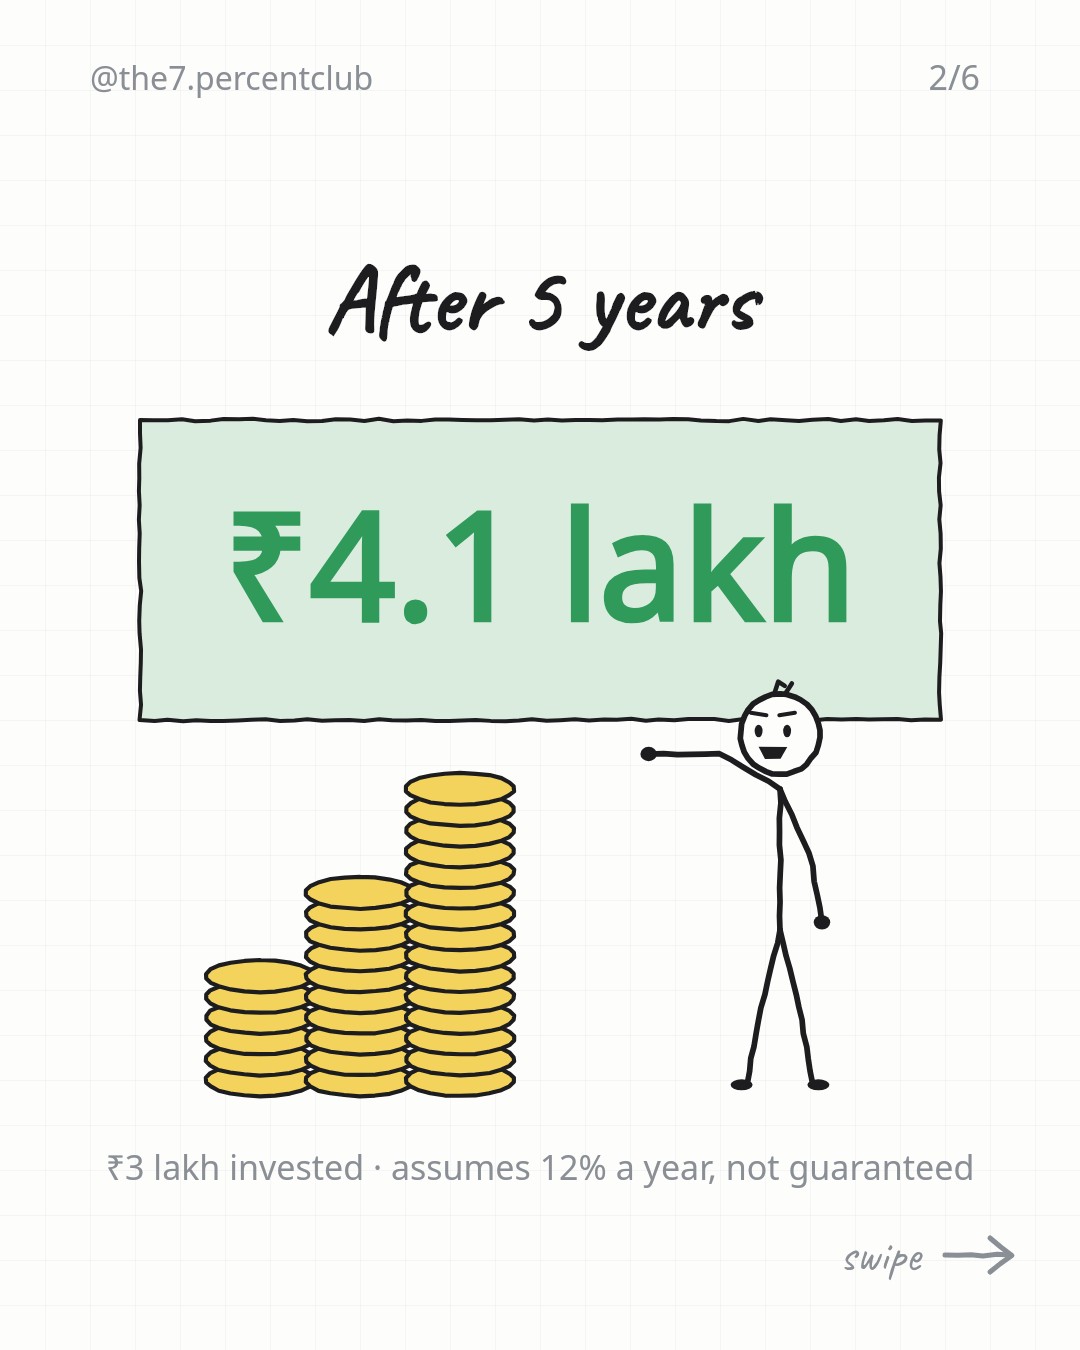 @the7.percentclub
2/6
After 5 years
₹4.1 lakh
₹3 lakh invested · assumes 12% a year, not guaranteed
swipe